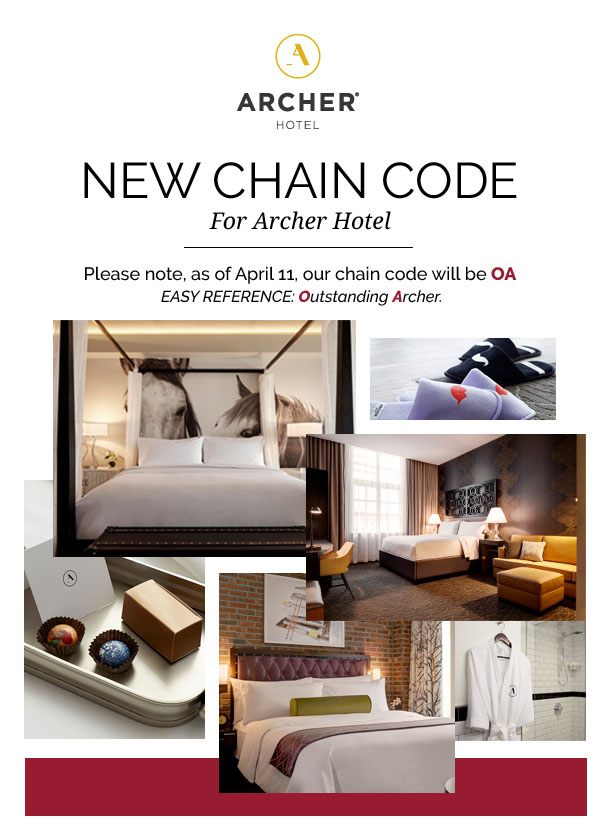 A
ARCHER®
HOTEL
NEW CHAIN CODE
For Archer Hotel
Please note, as of April 11, our chain code will be OA
EASY REFERENCE: Outstanding Archer.
A
A